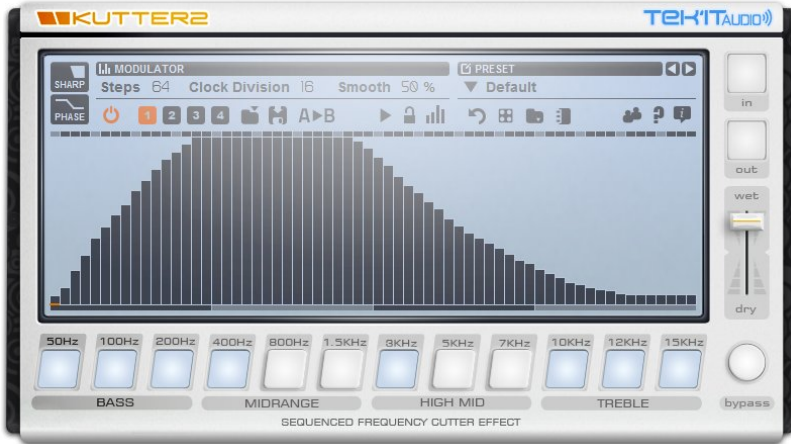 KUTTER2
TEK'IT AUDIO
SHARP
PHASE
MODULATOR
Steps 64 Clock Division 16 Smooth 50 %
1 2 3 4
A▶B
PRESET
▼ Default
? i
in
out
wet
dry
bypass
50Hz 100Hz 200Hz 400Hz 800Hz 1.5KHz 3KHz 5KHz 7KHz 10KHz 12KHz 15KHz
BASS MIDRANGE HIGH MID TREBLE
SEQUENCED FREQUENCY CUTTER EFFECT